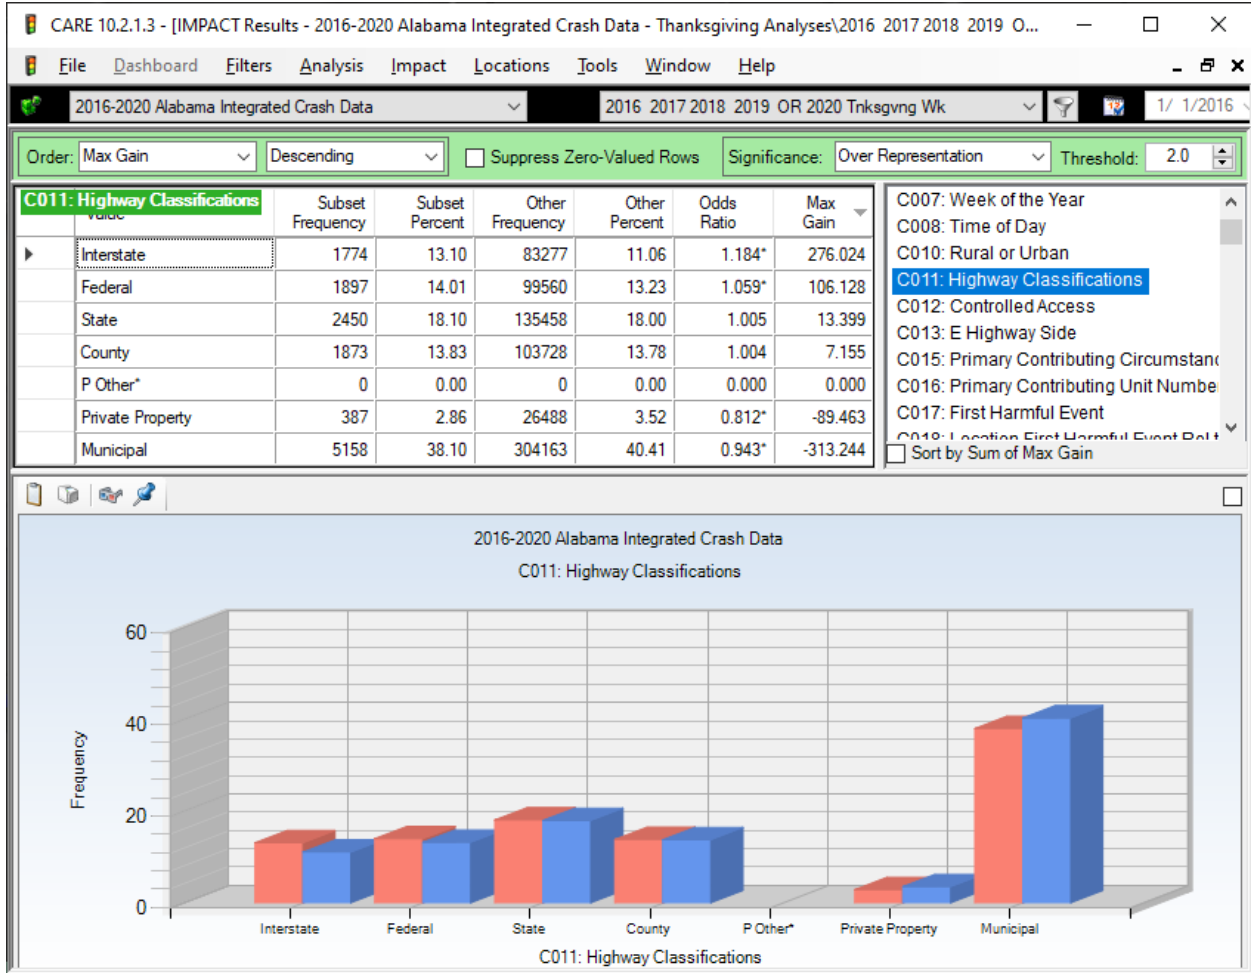 CARE 10.2.1.3 - [IMPACT Results - 2016-2020 Alabama Integrated Crash Data - Thanksgiving Analyses\2016 2017 2018 2019 O...
File Dashboard Filters Analysis Impact Locations Tools Window Help
2016-2020 Alabama Integrated Crash Data 2016 2017 2018 2019 OR 2020 Tnksgvng Wk 1/ 1/2016
Order: Max Gain Descending Suppress Zero-Valued Rows Significance: Over Representation Threshold: 2.0
C011: Highway Classifications Subset Frequency Subset Percent Other Frequency Other Percent Odds Ratio Max Gain
Interstate 1774 13.10 83277 11.06 1.184* 276.024
Federal 1897 14.01 99560 13.23 1.059* 106.128
State 2450 18.10 135458 18.00 1.005 13.399
County 1873 13.83 103728 13.78 1.004 7.155
P Other* 0 0.00 0 0.00 0.000 0.000
Private Property 387 2.86 26488 3.52 0.812* -89.463
Municipal 5158 38.10 304163 40.41 0.943* -313.244
C007: Week of the Year
C008: Time of Day
C010: Rural or Urban
C011: Highway Classifications
C012: Controlled Access
C013: E Highway Side
C015: Primary Contributing Circumstanc
C016: Primary Contributing Unit Numbe
C017: First Harmful Event
C018: Location First Harmful Event Rel t
Sort by Sum of Max Gain
2016-2020 Alabama Integrated Crash Data
C011: Highway Classifications
60
40
20
0
Frequency
Interstate Federal State County P Other* Private Property Municipal
C011: Highway Classifications